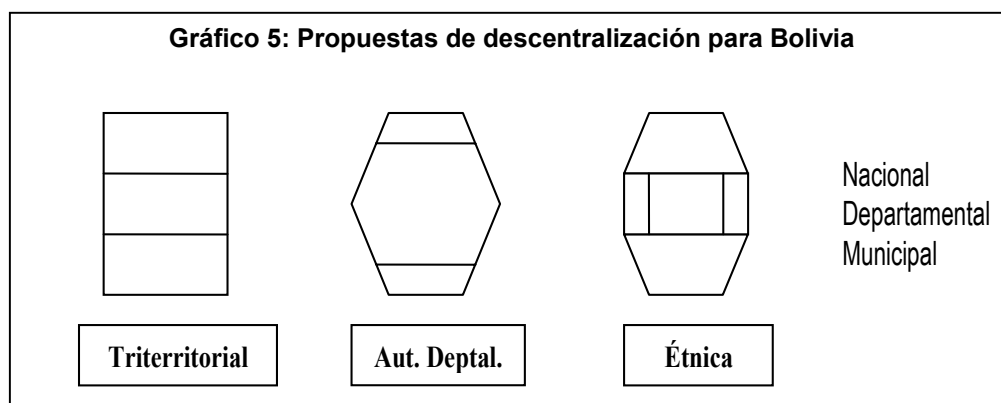 Gráfico 5: Propuestas de descentralización para Bolivia
Nacional
Departamental
Municipal
Triterritorial
Aut. Deptal.
Étnica